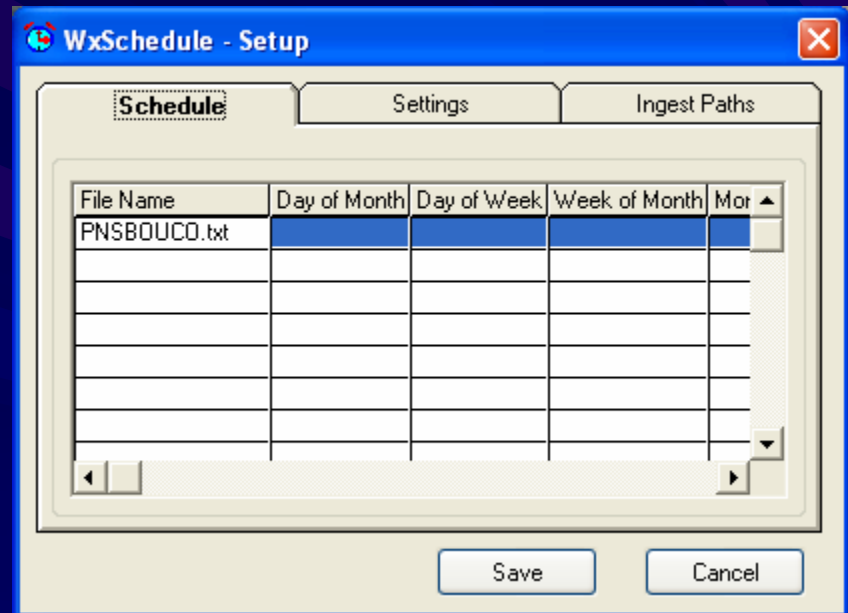 WxSchedule - Setup
Schedule Settings Ingest Paths
File Name Day of Month Day of Week Week of Month Mor
PNSBOUCO.txt
Save Cancel